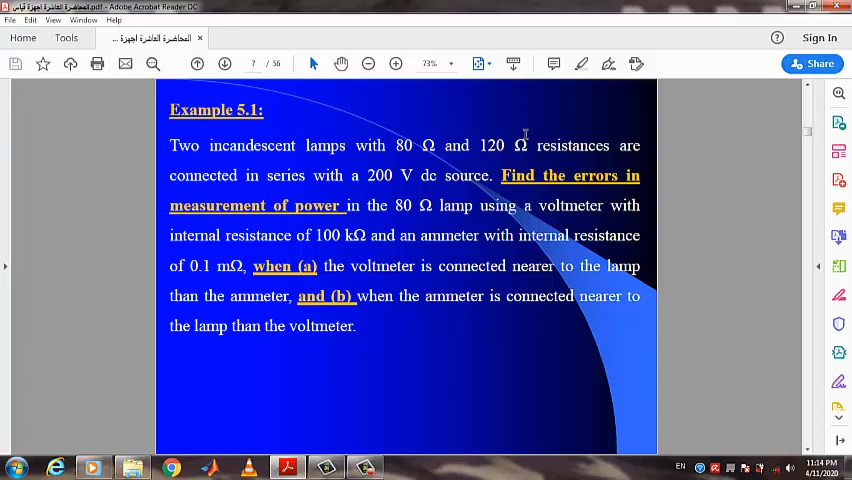 المحاضرة العاشرة اجهزة قياس.pdf - Adobe Acrobat Reader DC
File Edit View Window Help
Home Tools المحاضرة العاشرة اجهزة ... × Sign In
7 / 56 73% Share
Example 5.1:
Two incandescent lamps with 80 Ω and 120 Ω resistances are
connected in series with a 200 V dc source. Find the errors in
measurement of power in the 80 Ω lamp using a voltmeter with
internal resistance of 100 kΩ and an ammeter with internal resistance
of 0.1 mΩ, when (a) the voltmeter is connected nearer to the lamp
than the ammeter, and (b) when the ammeter is connected nearer to
the lamp than the voltmeter.
EN 11:14 PM
4/11/2020